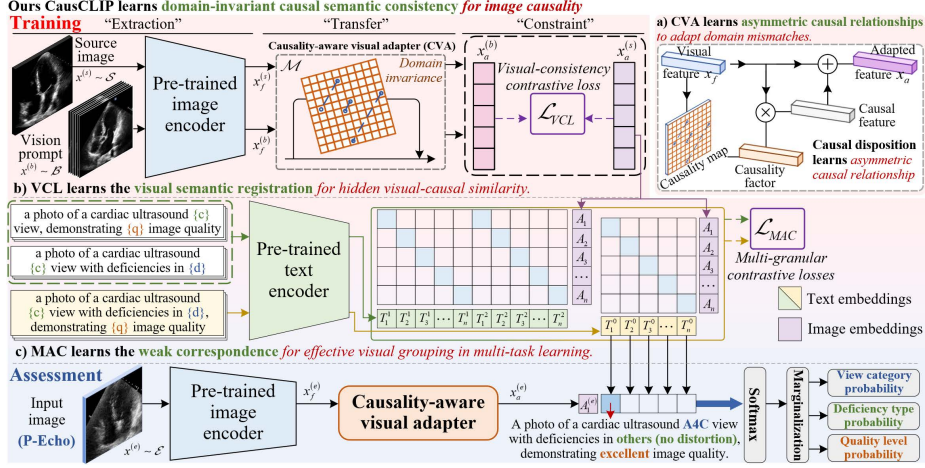 Ours CausCLIP learns domain-invariant causal semantic consistency for image causality
Training
"Extraction"
"Transfer"
"Constraint"
Source image
x^(s) ~ S
Vision prompt
x^(b) ~ B
Pre-trained image encoder
x_f^(s)
x_f^(b)
Causality-aware visual adapter (CVA)
M
Domain invariance
x_a^(b)
x_a^(s)
Visual-consistency contrastive loss
L_VCL
a) CVA learns asymmetric causal relationships
to adapt domain mismatches.
Visual feature x_f
Adapted feature x_a
Causal feature
Causality map
Causality factor
Causal disposition learns asymmetric causal relationship
b) VCL learns the visual semantic registration for hidden visual-causal similarity.
a photo of a cardiac ultrasound {c}
view, demonstrating {q} image quality
a photo of a cardiac ultrasound
{c} view with deficiencies in {d}
a photo of a cardiac ultrasound
{c} view with deficiencies in {d},
demonstrating {q} image quality
Pre-trained text encoder
A_1
A_2
A_3
...
A_n
T_1^1 T_2^1 T_3^1 ... T_n^1 T_1^2 T_2^2 T_3^2 ... T_n^2
A_1
A_2
A_3
...
A_n
T_1^0 T_2^0 T_3^0 ... T_n^0
L_MAC
Multi-granular contrastive losses
Text embeddings
Image embeddings
c) MAC learns the weak correspondence for effective visual grouping in multi-task learning.
Assessment
Input image
(P-Echo)
x^(e) ~ E
Pre-trained image encoder
x_f^(e)
Causality-aware visual adapter
x_a^(e)
A^(e)
A photo of a cardiac ultrasound A4C view
with deficiencies in others (no distortion),
demonstrating excellent image quality.
Softmax
Marginalization
View category probability
Deficiency type probability
Quality level probability